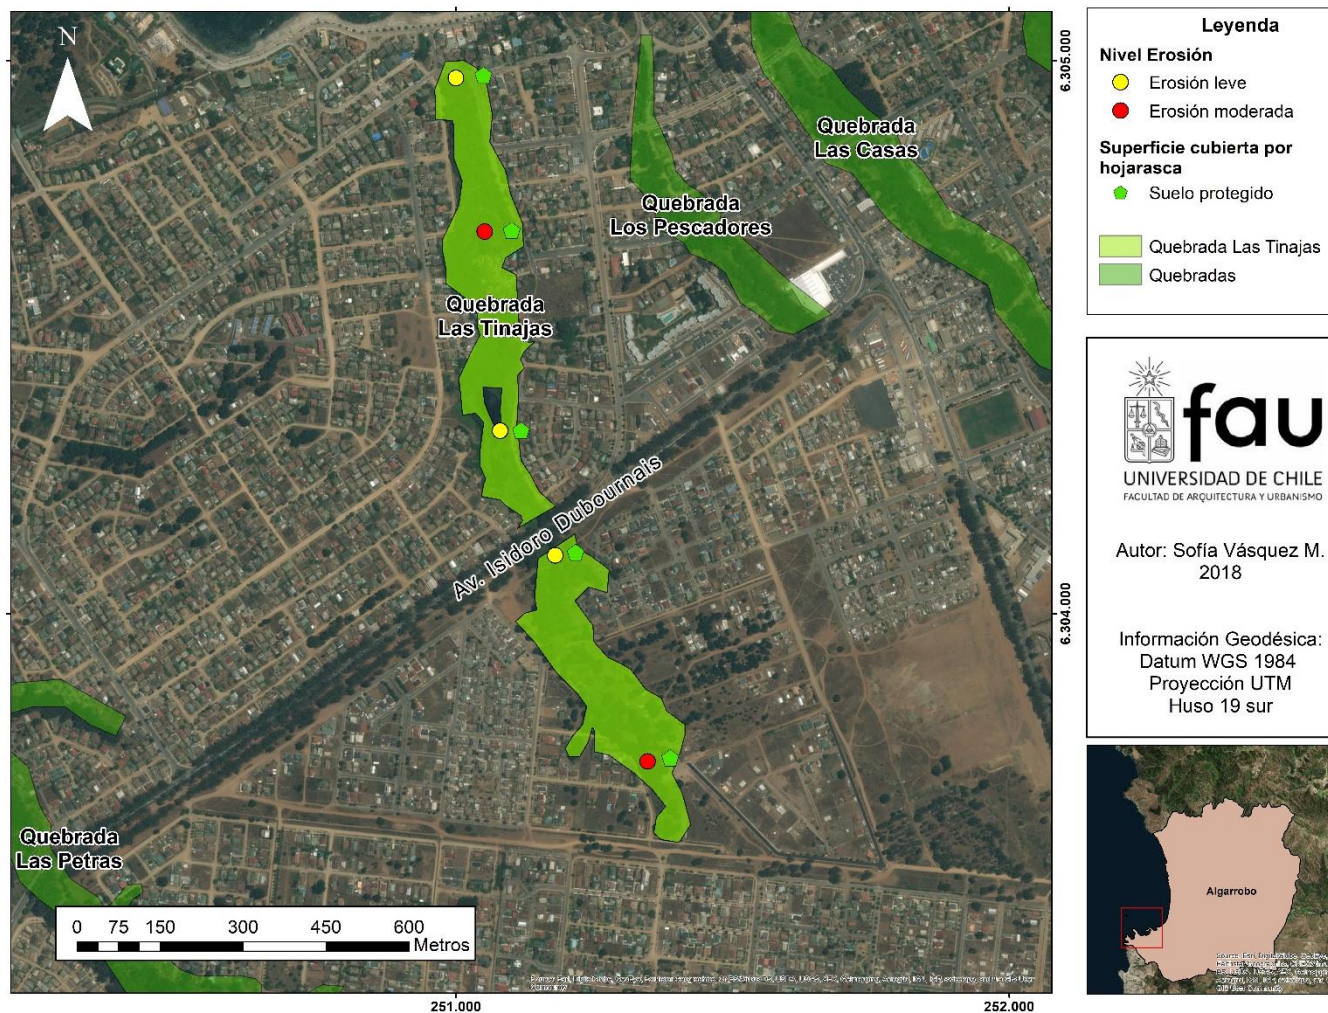 N
Quebrada
Las Casas
Quebrada
Los Pescadores
Quebrada
Las Tinajas
Av. Isidoro Dubournais
Quebrada
Las Petras
0 75 150 300 450 600
Metros
251.000
252.000
6.305.000
6.304.000
Leyenda
Nivel Erosión
Erosión leve
Erosión moderada
Superficie cubierta por
hojarasca
Suelo protegido
Quebrada Las Tinajas
Quebradas
fau
UNIVERSIDAD DE CHILE
FACULTAD DE ARQUITECTURA Y URBANISMO
Autor: Sofía Vásquez M.
2018
Información Geodésica:
Datum WGS 1984
Proyección UTM
Huso 19 sur
Algarrobo